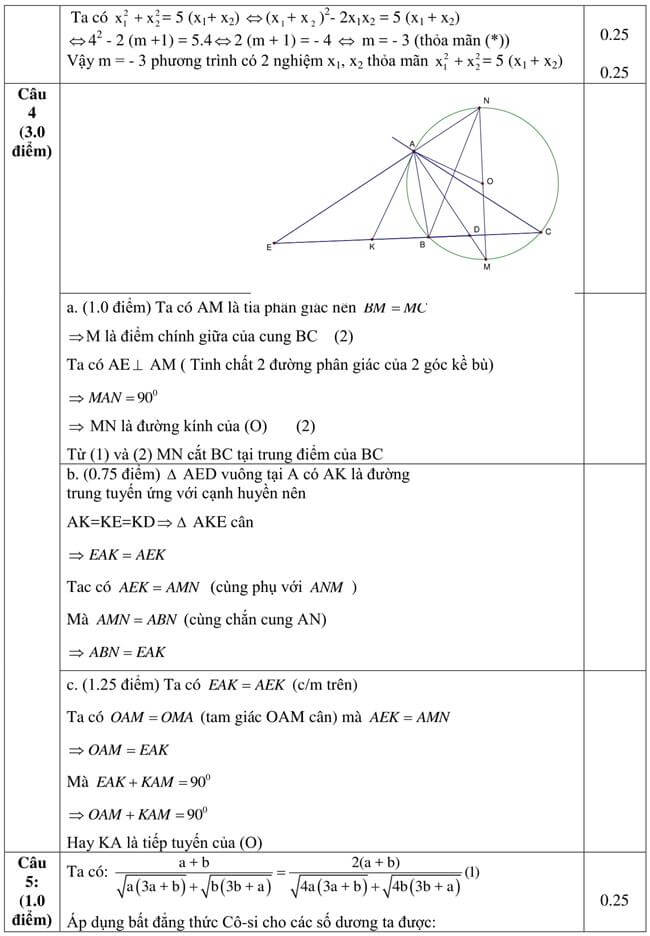 Ta có x₁² + x₂² = 5 (x₁+ x₂) ⇔ (x₁ + x ₂ )²- 2x₁x₂ = 5 (x₁ + x₂)
⇔ 4² - 2 (m +1) = 5.4 ⇔ 2 (m + 1) = - 4 ⇔ m = - 3 (thỏa mãn (*))
0.25
Vậy m = - 3 phương trình có 2 nghiệm x₁, x₂ thỏa mãn x₁² + x₂² = 5 (x₁ + x₂)
0.25
Câu
4
(3.0
điểm)
N
A
O
E
K
B
D
C
M
a. (1.0 điểm) Ta có AM là tia phân giác nên BM = MC
⇒ M là điểm chính giữa của cung BC (2)
Ta có AE ⊥ AM ( Tinh chất 2 đường phân giác của 2 góc kề bù)
⇒ MAN = 90⁰
⇒ MN là đường kính của (O) (2)
Từ (1) và (2) MN cắt BC tại trung điểm của BC
b. (0.75 điểm) Δ AED vuông tại A có AK là đường
trung tuyến ứng với cạnh huyền nên
AK=KE=KD ⇒ Δ AKE cân
⇒ EAK = AEK
Tac có AEK = AMN (cùng phụ với ANM )
Mà AMN = ABN (cùng chắn cung AN)
⇒ ABN = EAK
c. (1.25 điểm) Ta có EAK = AEK (c/m trên)
Ta có OAM = OMA (tam giác OAM cân) mà AEK = AMN
⇒ OAM = EAK
Mà EAK + KAM = 90⁰
⇒ OAM + KAM = 90⁰
Hay KA là tiếp tuyến của (O)
Câu
5:
(1.0
điểm)
Ta có: (a + b)/(√(a(3a + b)) + √(b(3b + a))) = 2(a + b)/(√(4a(3a + b)) + √(4b(3b + a))) (1)
0.25
Áp dụng bất đẳng thức Cô-si cho các số dương ta được: